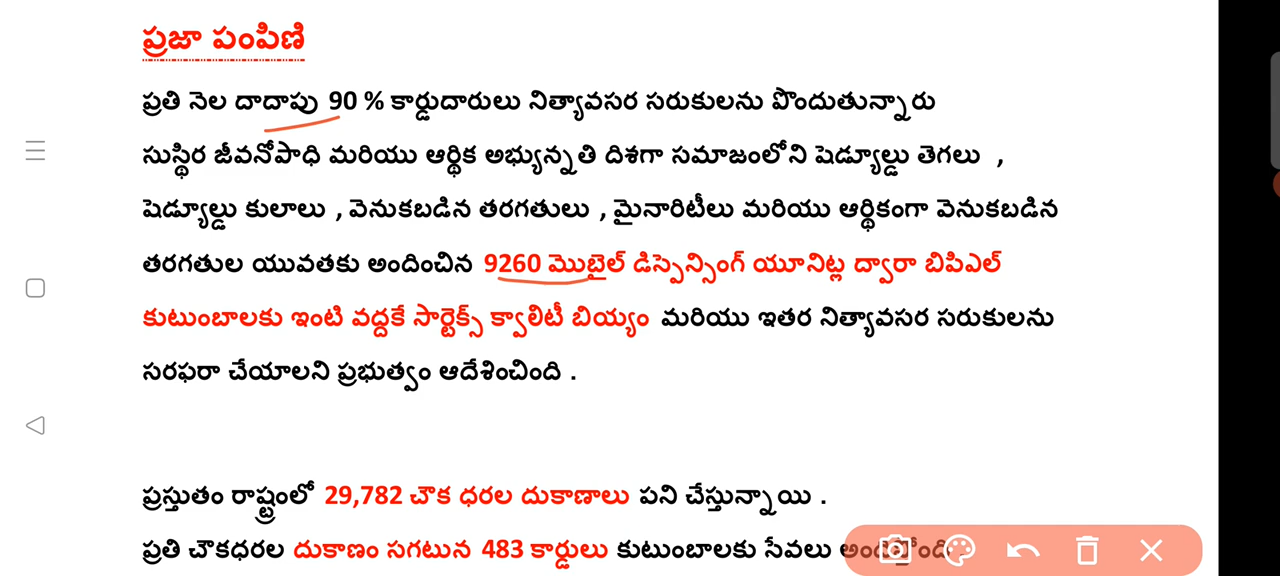 ప్రజా పంపిణి
ప్రతి నెల దాదాపు 90 % కార్డుదారులు నిత్యావసర సరుకులను పొందుతున్నారు
సుస్థిర జీవనోపాధి మరియు ఆర్థిక అభ్యున్నతి దిశగా సమాజంలోని షెడ్యూల్డు తెగలు ,
షెడ్యూల్డు కులాలు , వెనుకబడిన తరగతులు , మైనారిటీలు మరియు ఆర్థికంగా వెనుకబడిన
తరగతుల యువతకు అందించిన 9260 మొబైల్ డిస్పెన్సింగ్ యూనిట్ల ద్వారా బిపిఎల్
కుటుంబాలకు ఇంటి వద్దకే సార్టెక్స్ క్వాలిటీ బియ్యం మరియు ఇతర నిత్యావసర సరుకులను
సరఫరా చేయాలని ప్రభుత్వం ఆదేశించింది .
ప్రస్తుతం రాష్ట్రంలో 29,782 చౌక ధరల దుకాణాలు పని చేస్తున్నాయి .
ప్రతి చౌకధరల దుకాణం సగటున 483 కార్డులు కుటుంబాలకు సేవలు